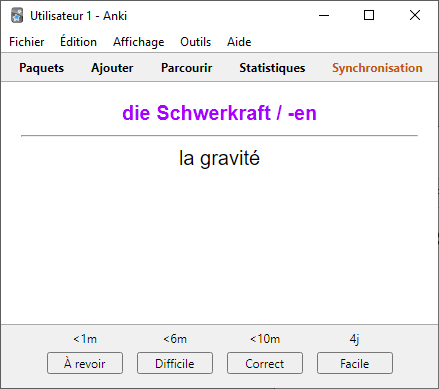 Utilisateur 1 - Anki
Fichier Édition Affichage Outils Aide
Paquets Ajouter Parcourir Statistiques Synchronisation
die Schwerkraft / -en
la gravité
<1m <6m <10m 4j
À revoir Difficile Correct Facile